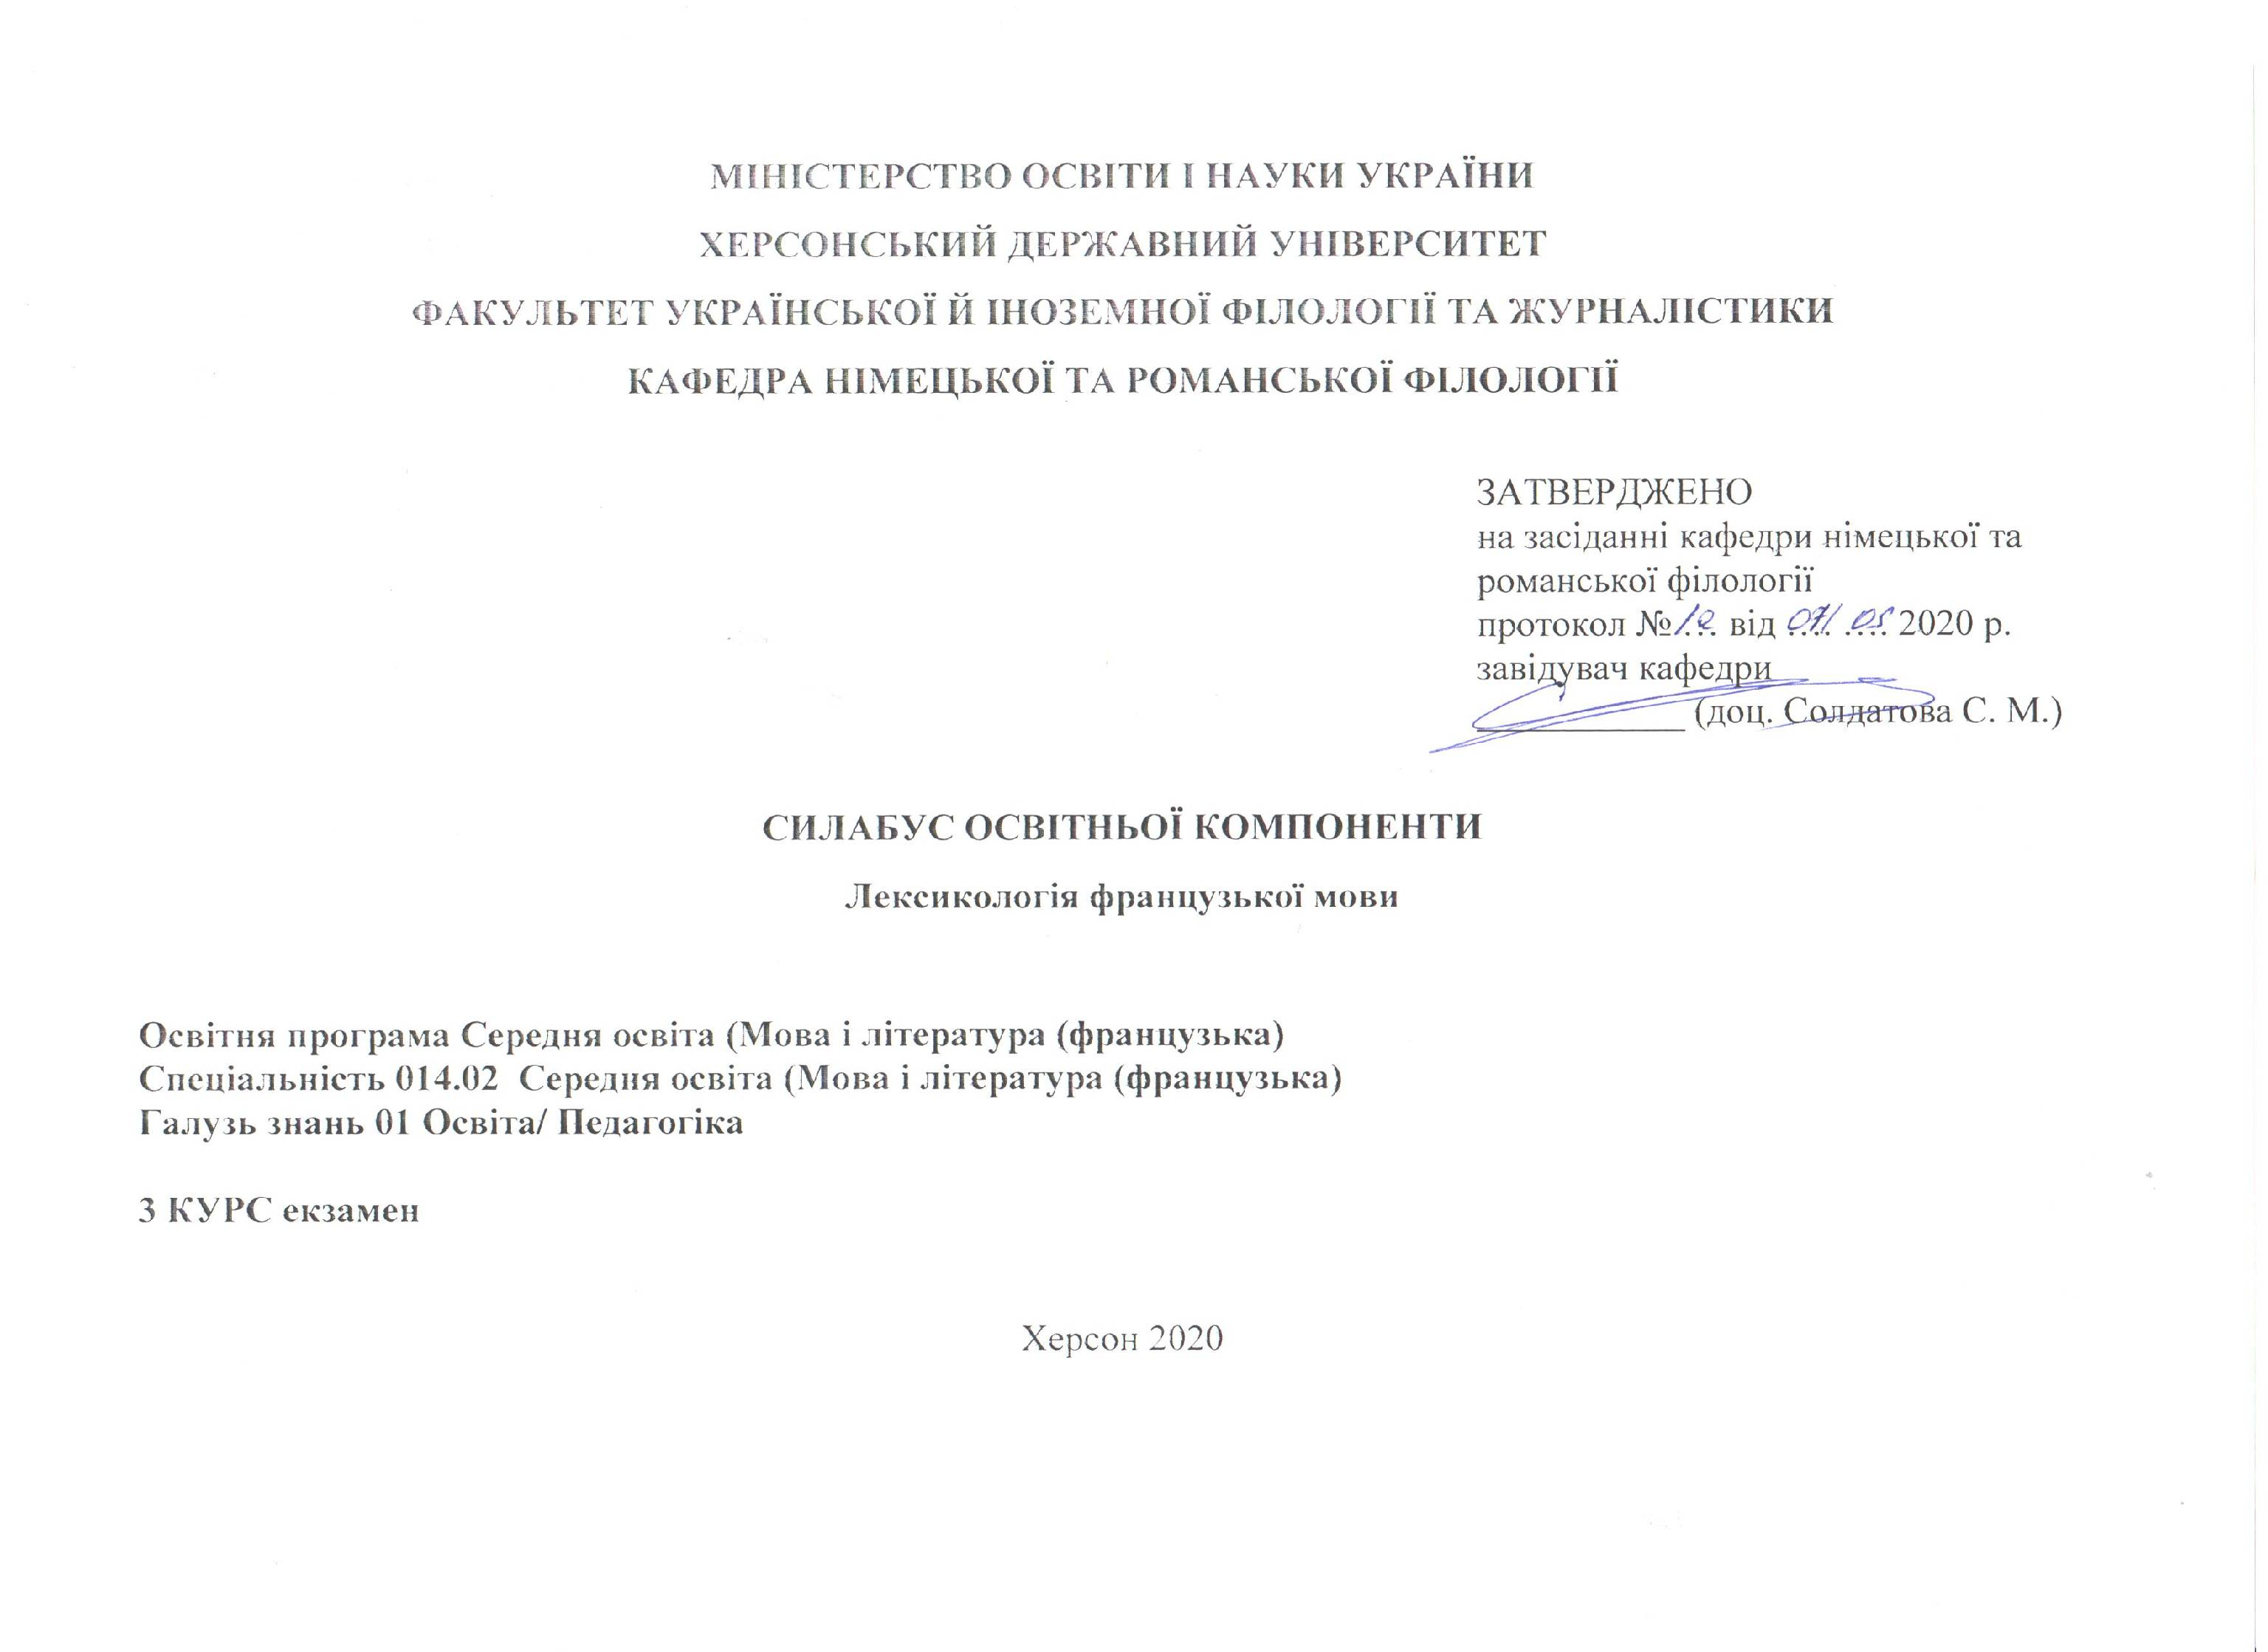 МІНІСТЕРСТВО ОСВІТИ І НАУКИ УКРАЇНИ
ХЕРСОНСЬКИЙ ДЕРЖАВНИЙ УНІВЕРСИТЕТ
ФАКУЛЬТЕТ УКРАЇНСЬКОЇ Й ІНОЗЕМНОЇ ФІЛОЛОГІЇ ТА ЖУРНАЛІСТИКИ
КАФЕДРА НІМЕЦЬКОЇ ТА РОМАНСЬКОЇ ФІЛОЛОГІЇ
ЗАТВЕРДЖЕНО
на засіданні кафедри німецької та
романської філології
протокол № від 2020 р.
завідувач кафедри
(доц. Солдатова С. М.)
СИЛАБУС ОСВІТНЬОЇ КОМПОНЕНТИ
Лексикологія французької мови
Освітня програма Середня освіта (Мова і література (французька)
Спеціальність 014.02 Середня освіта (Мова і література (французька)
Галузь знань 01 Освіта/ Педагогіка
3 КУРС екзамен
Херсон 2020